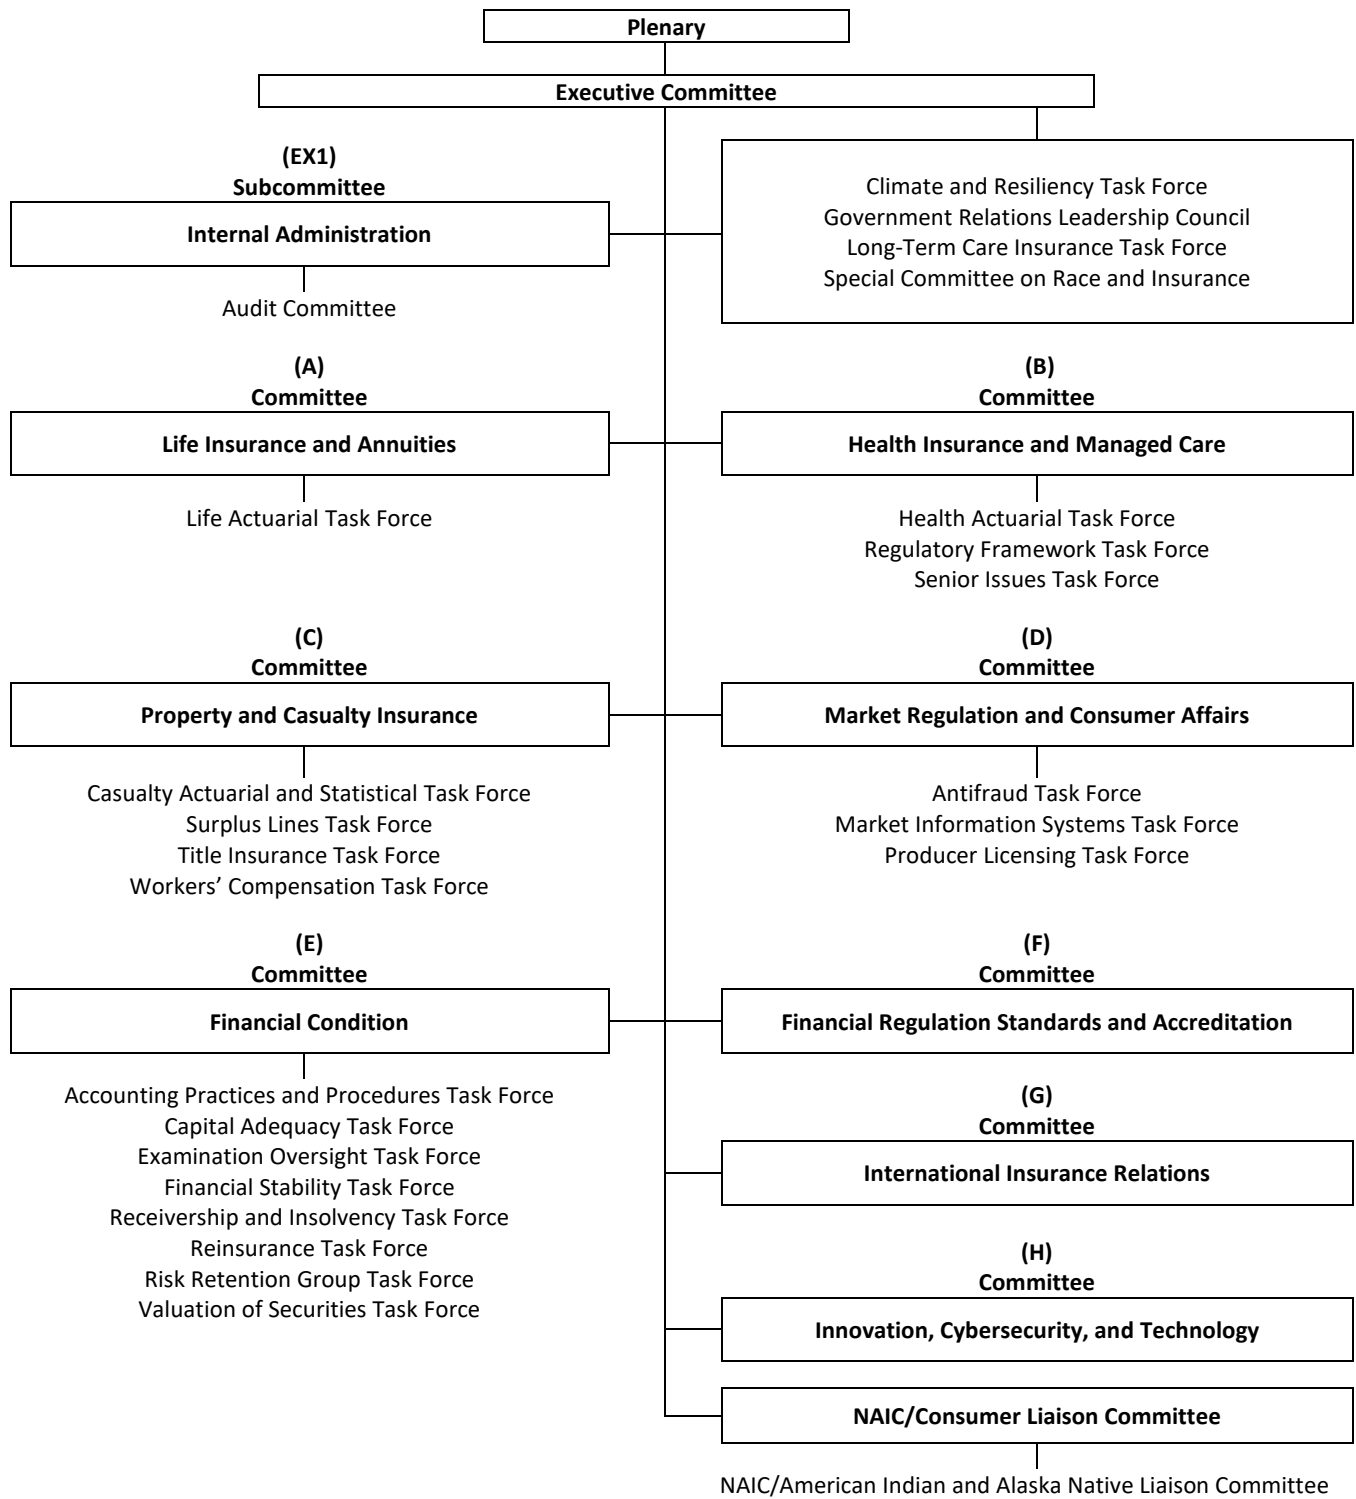 Plenary
Executive Committee
(EX1)
Subcommittee
Internal Administration
Audit Committee
Climate and Resiliency Task Force
Government Relations Leadership Council
Long-Term Care Insurance Task Force
Special Committee on Race and Insurance
(A)
Committee
Life Insurance and Annuities
Life Actuarial Task Force
(B)
Committee
Health Insurance and Managed Care
Health Actuarial Task Force
Regulatory Framework Task Force
Senior Issues Task Force
(C)
Committee
Property and Casualty Insurance
Casualty Actuarial and Statistical Task Force
Surplus Lines Task Force
Title Insurance Task Force
Workers’ Compensation Task Force
(D)
Committee
Market Regulation and Consumer Affairs
Antifraud Task Force
Market Information Systems Task Force
Producer Licensing Task Force
(E)
Committee
Financial Condition
Accounting Practices and Procedures Task Force
Capital Adequacy Task Force
Examination Oversight Task Force
Financial Stability Task Force
Receivership and Insolvency Task Force
Reinsurance Task Force
Risk Retention Group Task Force
Valuation of Securities Task Force
(F)
Committee
Financial Regulation Standards and Accreditation
(G)
Committee
International Insurance Relations
(H)
Committee
Innovation, Cybersecurity, and Technology
NAIC/Consumer Liaison Committee
NAIC/American Indian and Alaska Native Liaison Committee